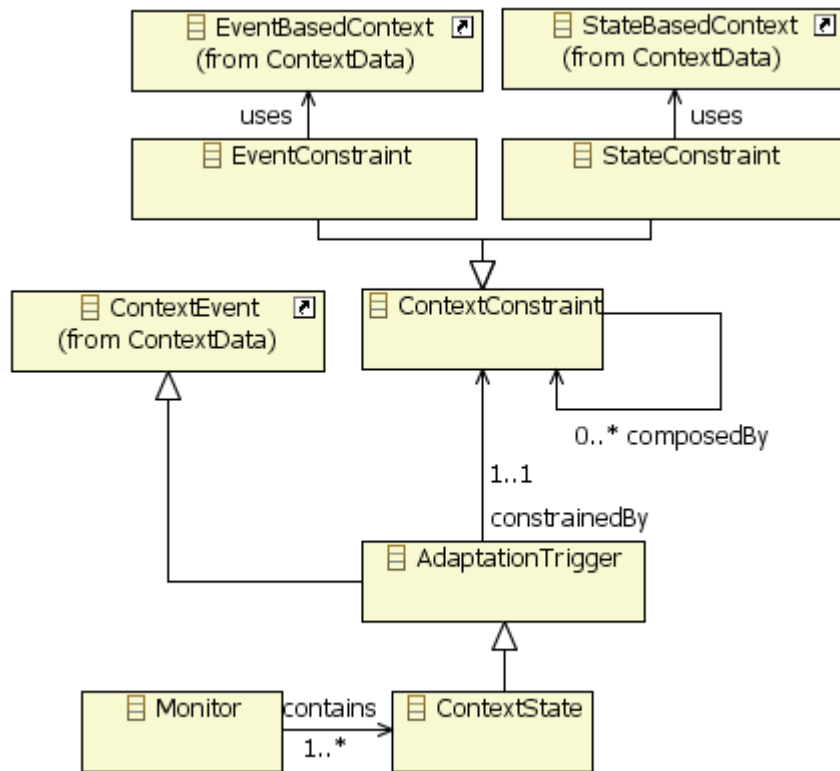 EventBasedContext
(from ContextData)
StateBasedContext
(from ContextData)
uses
uses
EventConstraint
StateConstraint
ContextEvent
(from ContextData)
ContextConstraint
0..* composedBy
1..1
constrainedBy
AdaptationTrigger
Monitor
contains
1..*
ContextState